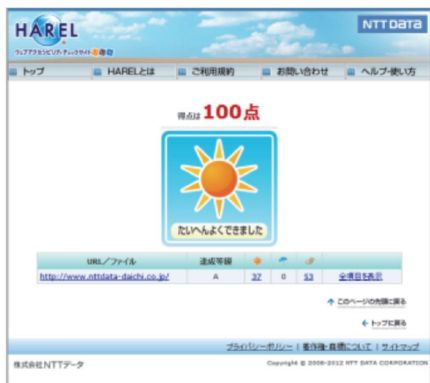 HAREL
NTT DATA
ウェブアクセシビリティ・チェックサイト
トップ HARELとは ご利用規約 お問い合わせ ヘルプ・使い方
得点は100点
たいへんよくできました
URL／ファイル 達成等級
http://www.nttdata-daichi.co.jp/ A 37 0 53 全項目を表示
このページの先頭に戻る
トップに戻る
プライバシーポリシー | 著作権・商標について | サイトマップ
株式会社NTTデータ Copyright © 2008-2012 NTT DATA CORPORATION